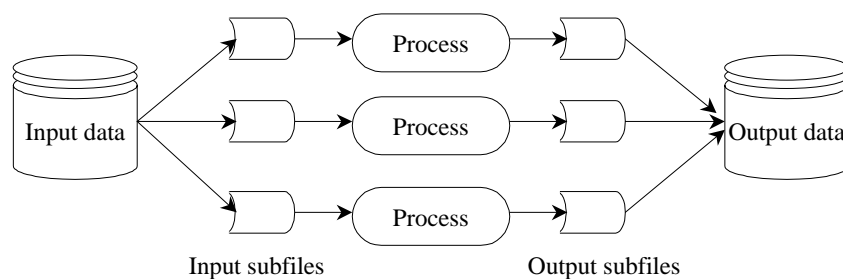 Process
Input data
Process
Output data
Process
Input subfiles
Output subfiles